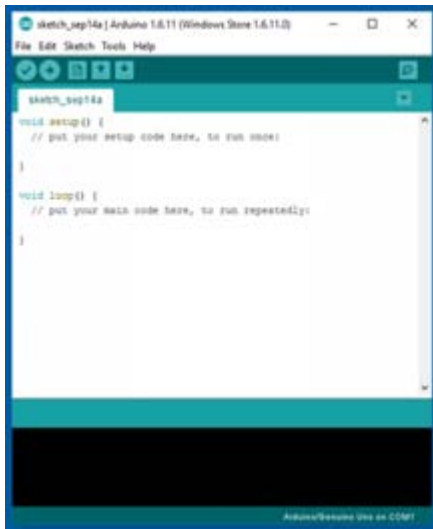 sketch_sep14a | Arduino 1.6.11 (Windows Store 1.6.11.0)
File Edit Sketch Tools Help
sketch_sep14a
void setup() {
// put your setup code here, to run once:
}
void loop() {
// put your main code here, to run repeatedly:
}
Arduino/Genuino Uno on COM1